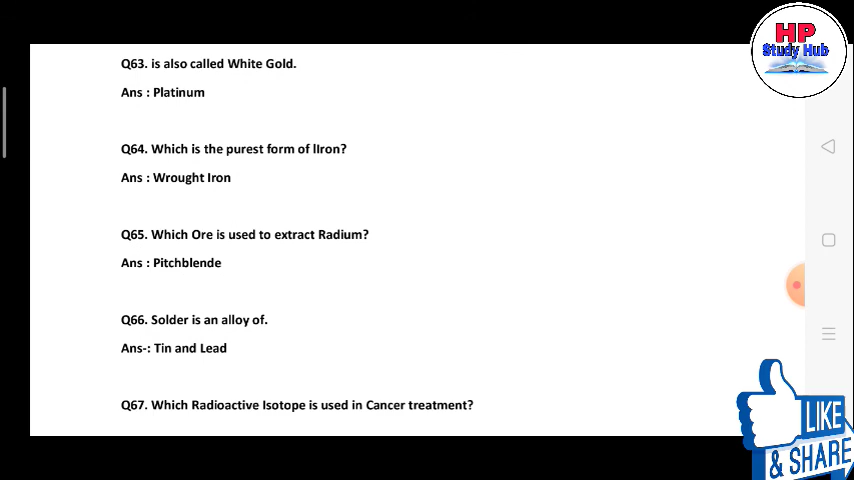 HP
Study Hub
Q63. is also called White Gold.
Ans : Platinum
Q64. Which is the purest form of lIron?
Ans : Wrought Iron
Q65. Which Ore is used to extract Radium?
Ans : Pitchblende
Q66. Solder is an alloy of.
Ans-: Tin and Lead
Q67. Which Radioactive Isotope is used in Cancer treatment?
LIKE
& SHARE